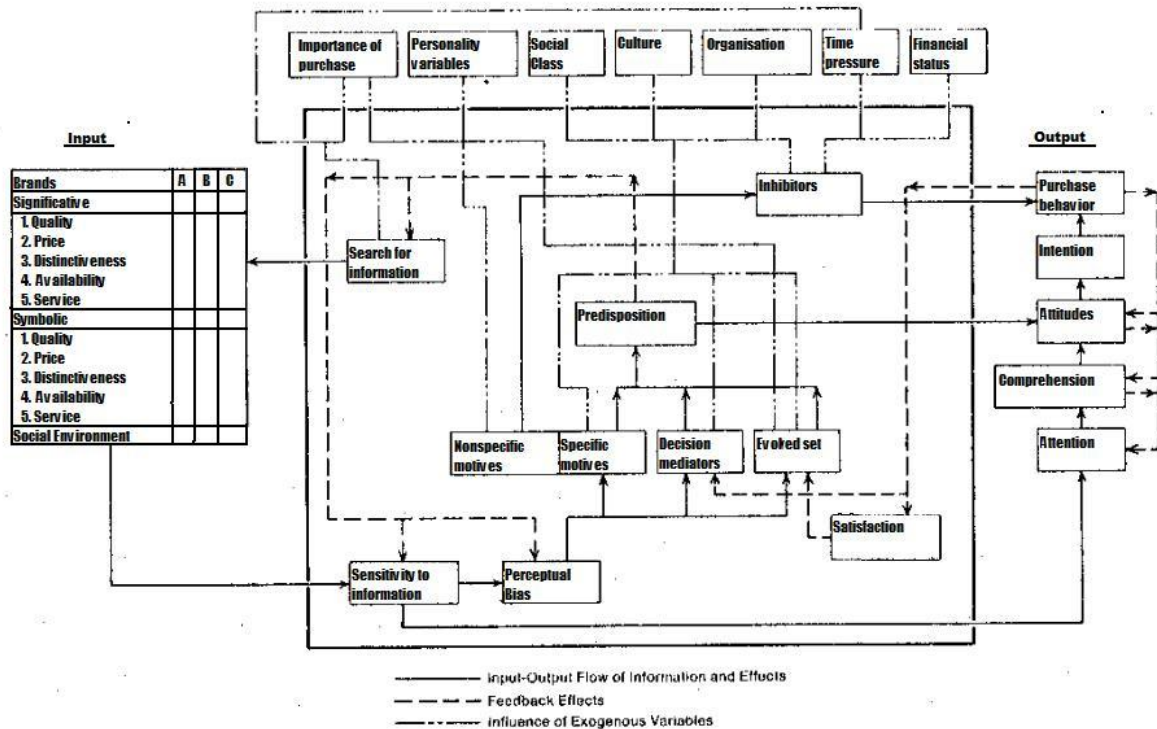 Importance of
purchase
Personality
variables
Social
Class
Culture
Organisation
Time
pressure
Financial
status
Input
Output
Brands A B C
Significative
1. Quality
2. Price
3. Distinctiveness
4. Availability
5. Service
Symbolic
1. Quality
2. Price
3. Distinctiveness
4. Availability
5. Service
Social Environment
Search for
information
Inhibitors
Predisposition
Nonspecific
motives
Specific
motives
Decision
mediators
Evoked set
Satisfaction
Sensitivity to
information
Perceptual
Bias
Purchase
behavior
Intention
Attitudes
Comprehension
Attention
Input-Output Flow of Information and Effects
Feedback Effects
Influence of Exogenous Variables